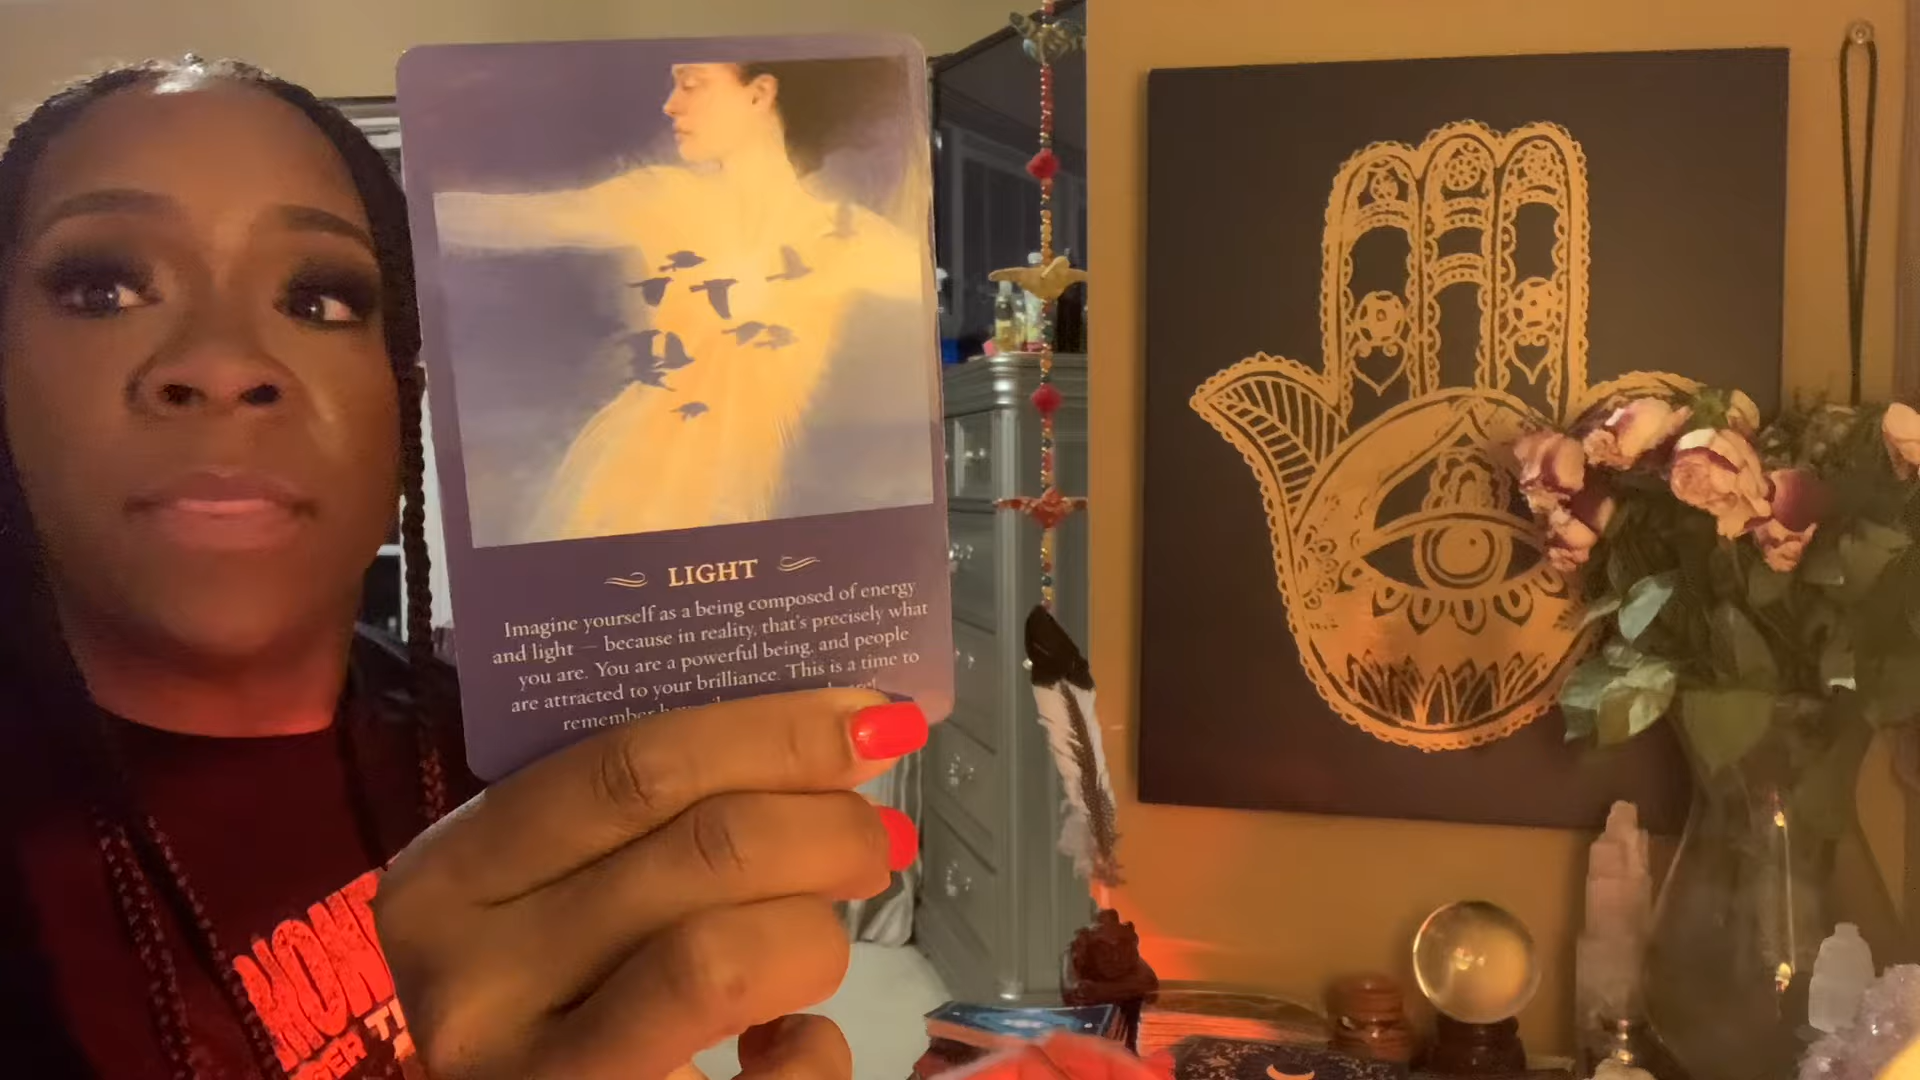 LIGHT
Imagine yourself as a being composed of energy
and light — because in reality, that's precisely what
you are. You are a powerful being, and people
are attracted to your brilliance. This is a time to
remember